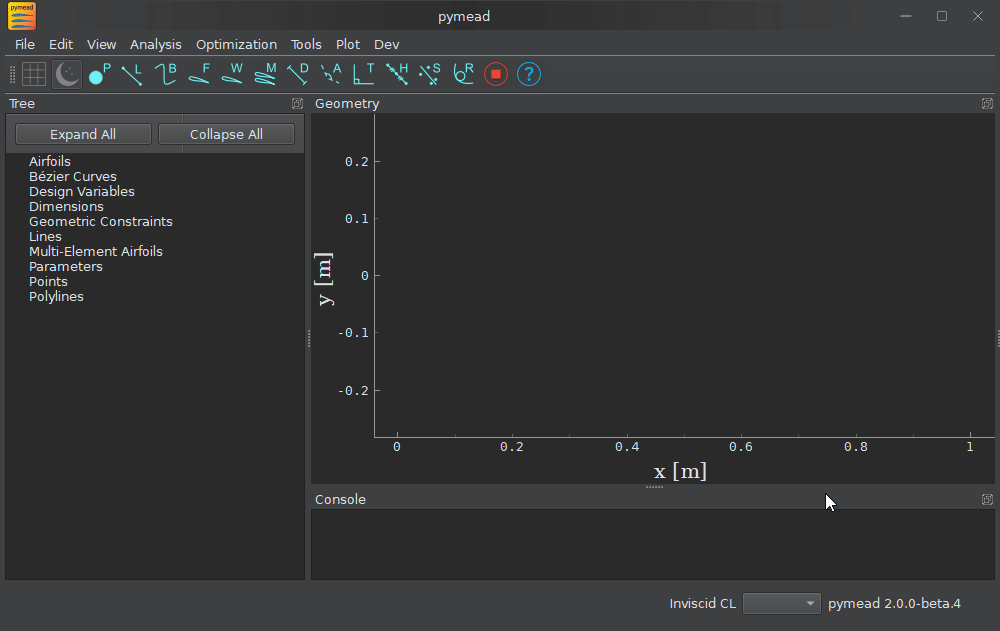 pymead
pymead
File Edit View Analysis Optimization Tools Plot Dev
P L B F W M D A T H S R ?
Tree
Geometry
Expand All Collapse All
Airfoils
Bézier Curves
Design Variables
Dimensions
Geometric Constraints
Lines
Multi-Element Airfoils
Parameters
Points
Polylines
0.2
0.1
0
-0.1
-0.2
y [m]
0 0.2 0.4 0.6 0.8 1
x [m]
Console
Inviscid CL
pymead 2.0.0-beta.4